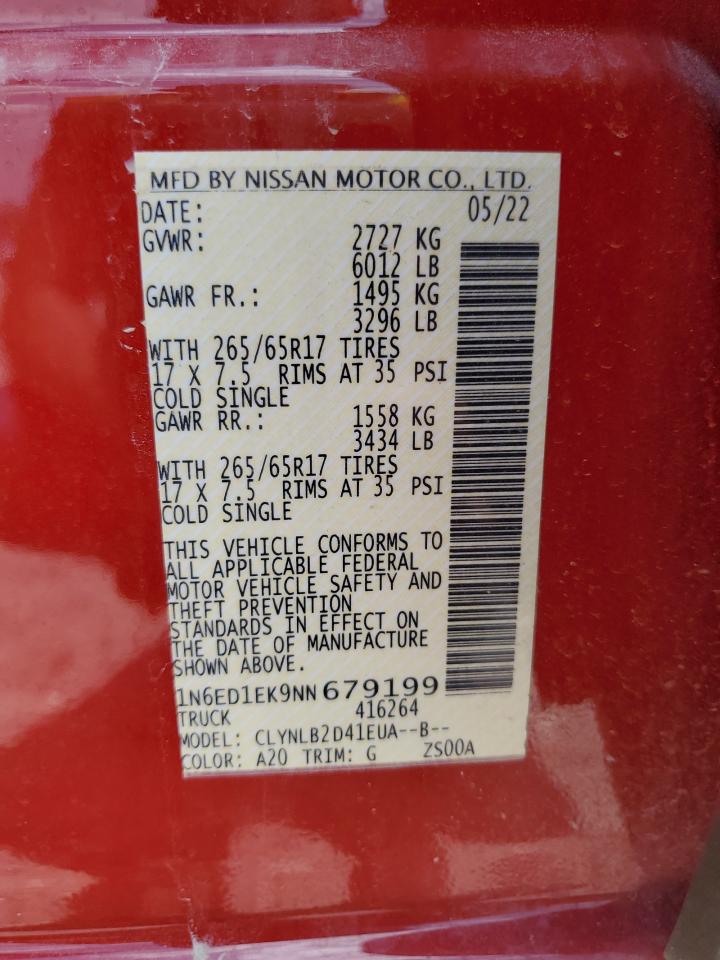 MFD BY NISSAN MOTOR CO., LTD.
DATE: 05/22
GVWR: 2727 KG
6012 LB
GAWR FR.: 1495 KG
3296 LB
WITH 265/65R17 TIRES
17 X 7.5 RIMS AT 35 PSI
COLD SINGLE
GAWR RR.: 1558 KG
3434 LB
WITH 265/65R17 TIRES
17 X 7.5 RIMS AT 35 PSI
COLD SINGLE
THIS VEHICLE CONFORMS TO
ALL APPLICABLE FEDERAL
MOTOR VEHICLE SAFETY AND
THEFT PREVENTION
STANDARDS IN EFFECT ON
THE DATE OF MANUFACTURE
SHOWN ABOVE.
1N6ED1EK9NN679199
TRUCK 416264
MODEL: CLYNLB2D41EUA--B--
COLOR: A20 TRIM: G ZS00A